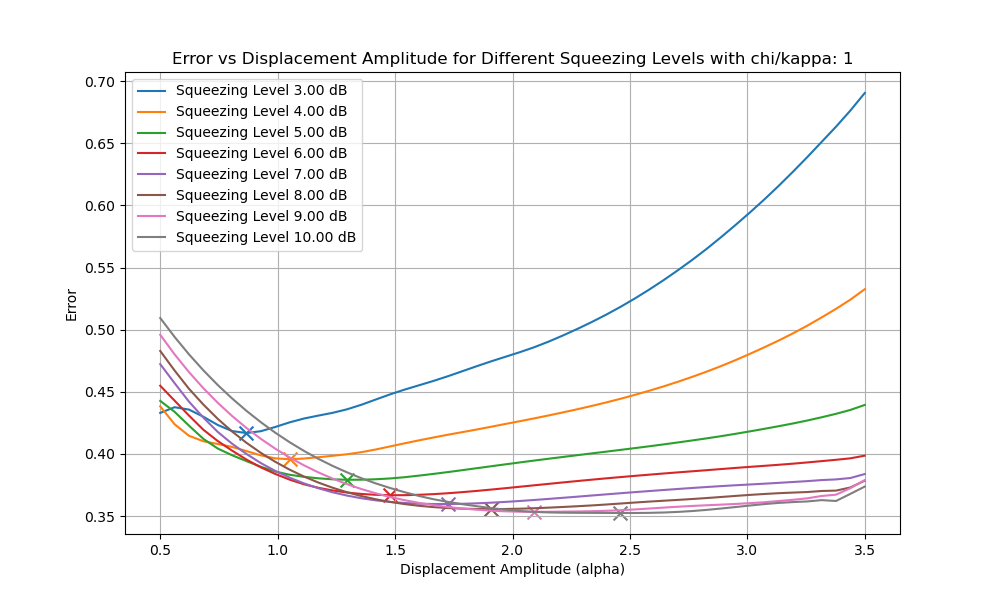 Error vs Displacement Amplitude for Different Squeezing Levels with chi/kappa: 1
Squeezing Level 3.00 dB
Squeezing Level 4.00 dB
Squeezing Level 5.00 dB
Squeezing Level 6.00 dB
Squeezing Level 7.00 dB
Squeezing Level 8.00 dB
Squeezing Level 9.00 dB
Squeezing Level 10.00 dB
Error
0.70
0.65
0.60
0.55
0.50
0.45
0.40
0.35
0.5 1.0 1.5 2.0 2.5 3.0 3.5
Displacement Amplitude (alpha)